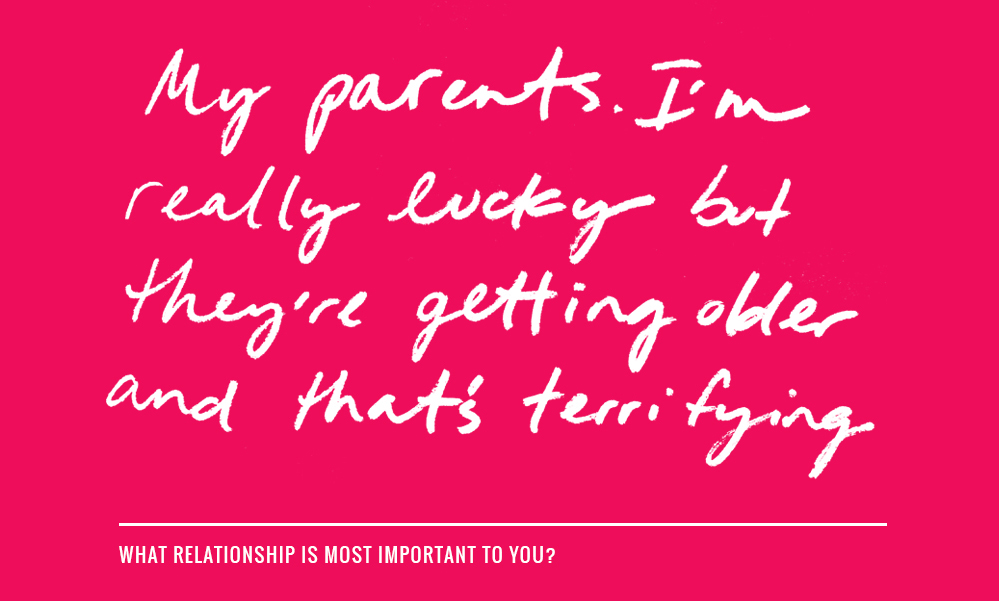 My parents. I'm
really lucky but
they're getting older
and that's terrifying
WHAT RELATIONSHIP IS MOST IMPORTANT TO YOU?